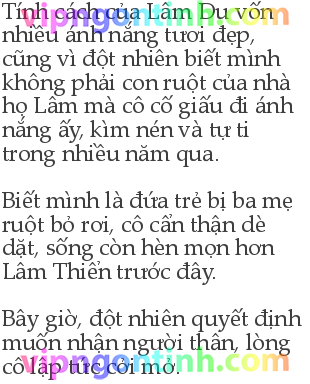 vipngontinh.com
Tính cách của Lâm Du vốn
nhiều ánh nắng tươi đẹp,
cũng vì đột nhiên biết mình
không phải con ruột của nhà
họ Lâm mà cô cố giấu đi ánh
nắng ấy, kìm nén và tự ti
trong nhiều năm qua.

Biết mình là đứa trẻ bị ba mẹ
ruột bỏ rơi, cô cẩn thận dè
dặt, sống còn hèn mọn hơn
Lâm Thiển trước đây.

Bây giờ, đột nhiên quyết định
muốn nhận người thân, lòng
cô lập tức cởi mở.
vipngontinh.com